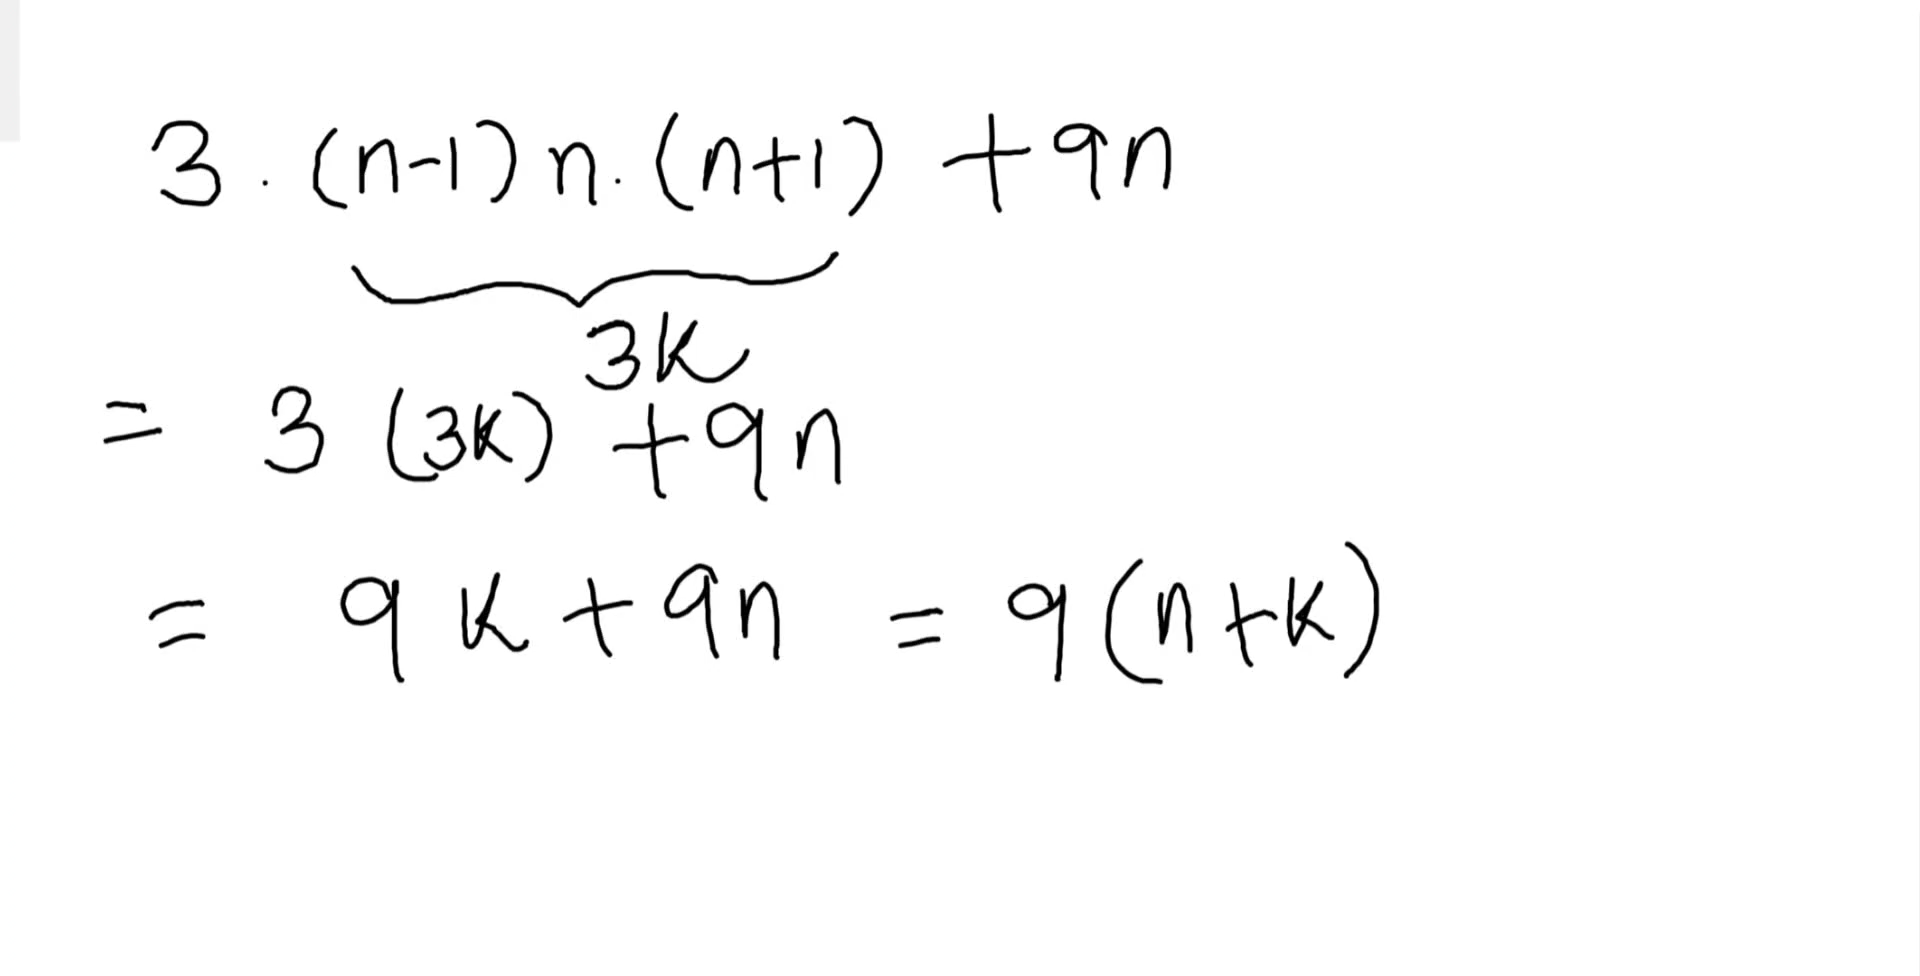 3 . (n-1) n . (n+1) + 9n
3k
= 3 (3k) + 9n
= 9k + 9n = 9 (n+k)